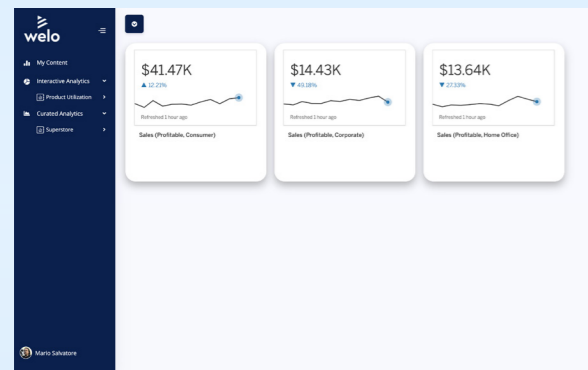 welo
My Content
Interactive Analytics
Product Utilization
Curated Analytics
Superstore
Mario Salvatore
$41.47K
▲ 12.21%
Refreshed 1 hour ago
Sales (Profitable, Consumer)
$14.43K
▼ 49.18%
Refreshed 1 hour ago
Sales (Profitable, Corporate)
$13.64K
▼ 27.33%
Refreshed 1 hour ago
Sales (Profitable, Home Office)